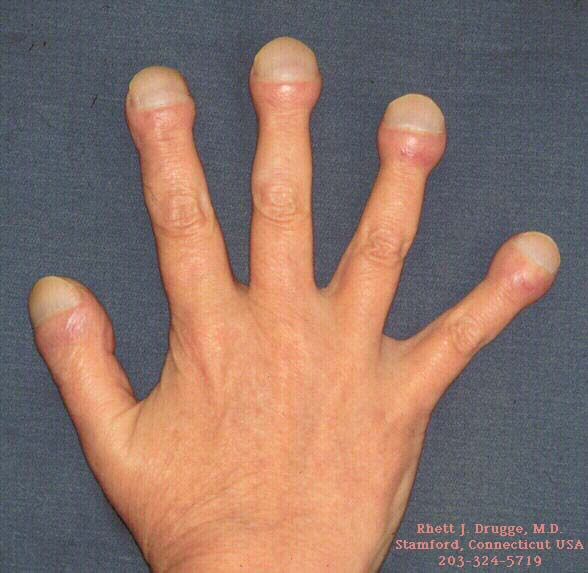 Rhett J. Drugge, M.D.
Stamford, Connecticut USA
203-324-5719